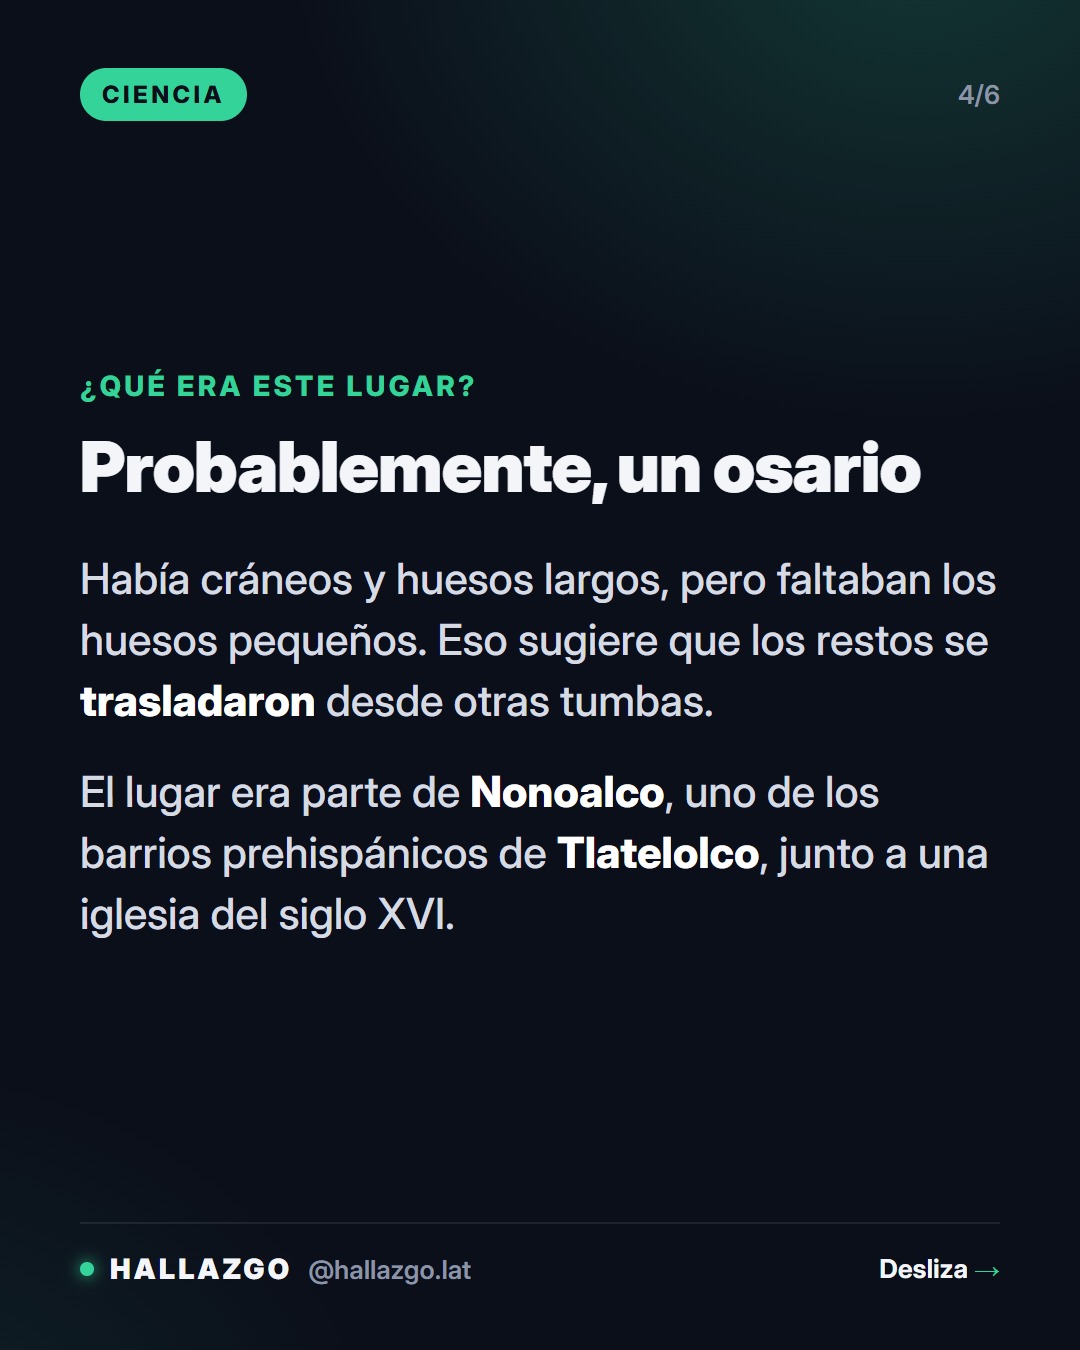 CIENCIA
4/6
¿QUÉ ERA ESTE LUGAR?
Probablemente, un osario
Había cráneos y huesos largos, pero faltaban los
huesos pequeños. Eso sugiere que los restos se
trasladaron desde otras tumbas.
El lugar era parte de Nonoalco, uno de los
barrios prehispánicos de Tlatelolco, junto a una
iglesia del siglo XVI.
HALLAZGO @hallazgo.lat
Desliza →